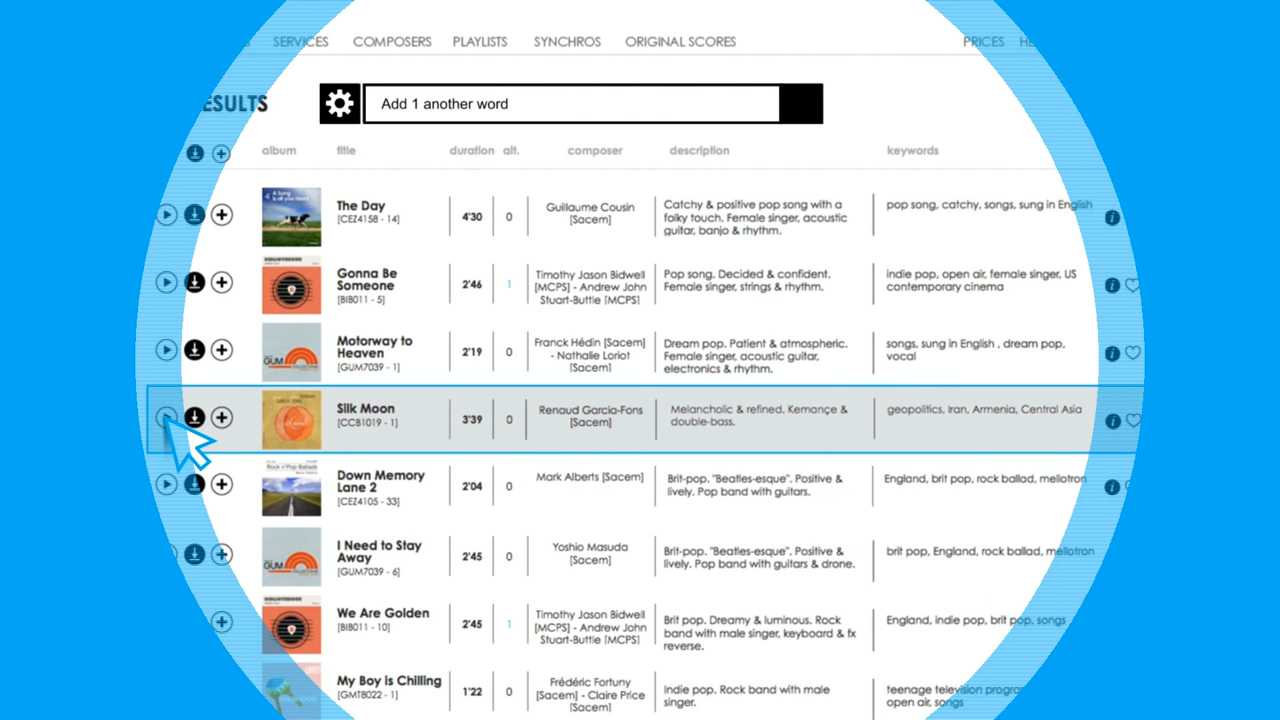 SERVICES COMPOSERS PLAYLISTS SYNCHROS ORIGINAL SCORES PRICES
Add 1 another word
album title duration alt. composer description keywords
A Song
is all you need
The Day
[CEZ4158 - 14]
4'30
0
Guillaume Cousin
[Sacem]
Catchy & positive pop song with a
folky touch. Female singer, acoustic
guitar, banjo & rhythm.
pop song, catchy, songs, sung in English
Gonna Be
Someone
[BIB011 - 5]
2'46
1
Timothy Jason Bidwell
[MCPS] - Andrew John
Stuart-Buttle [MCPS]
Pop song. Decided & confident.
Female singer, strings & rhythm.
indie pop, open air, female singer, US
contemporary cinema
GUM
Motorway to
Heaven
[GUM7039 - 1]
2'19
0
Franck Hédin [Sacem]
- Nathalie Loriot
[Sacem]
Dream pop. Patient & atmospheric.
Female singer, acoustic guitar,
electronics & rhythm.
songs, sung in English , dream pop,
vocal
Silk Moon
[CCB1019 - 1]
3'39
0
Renaud Garcia-Fons
[Sacem]
Melancholic & refined. Kemançe &
double-bass.
geopolitics, Iran, Armenia, Central Asia
Rock n' Pop Ballads
Down Memory
Lane 2
[CEZ4105 - 33]
2'04
0
Mark Alberts [Sacem]
Brit-pop. "Beatles-esque". Positive &
lively. Pop band with guitars.
England, brit pop, rock ballad, mellotron
GUM
I Need to Stay
Away
[GUM7039 - 6]
2'45
0
Yoshio Masuda
[Sacem]
Brit-pop. "Beatles-esque". Positive &
lively. Pop band with guitars & drone.
brit pop, England, rock ballad, mellotron
We Are Golden
[BIB011 - 10]
2'45
1
Timothy Jason Bidwell
[MCPS] - Andrew John
Stuart-Buttle [MCPS]
Brit pop. Dreamy & luminous. Rock
band with male singer, keyboard & fx
reverse.
England, indie pop, brit pop, songs
My Boy is Chilling
[GMT8022 - 1]
1'22
0
Frédéric Fortuny
[Sacem] - Claire Price
[Sacem]
Indie pop. Rock band with male
singer.
teenage television
open air, songs